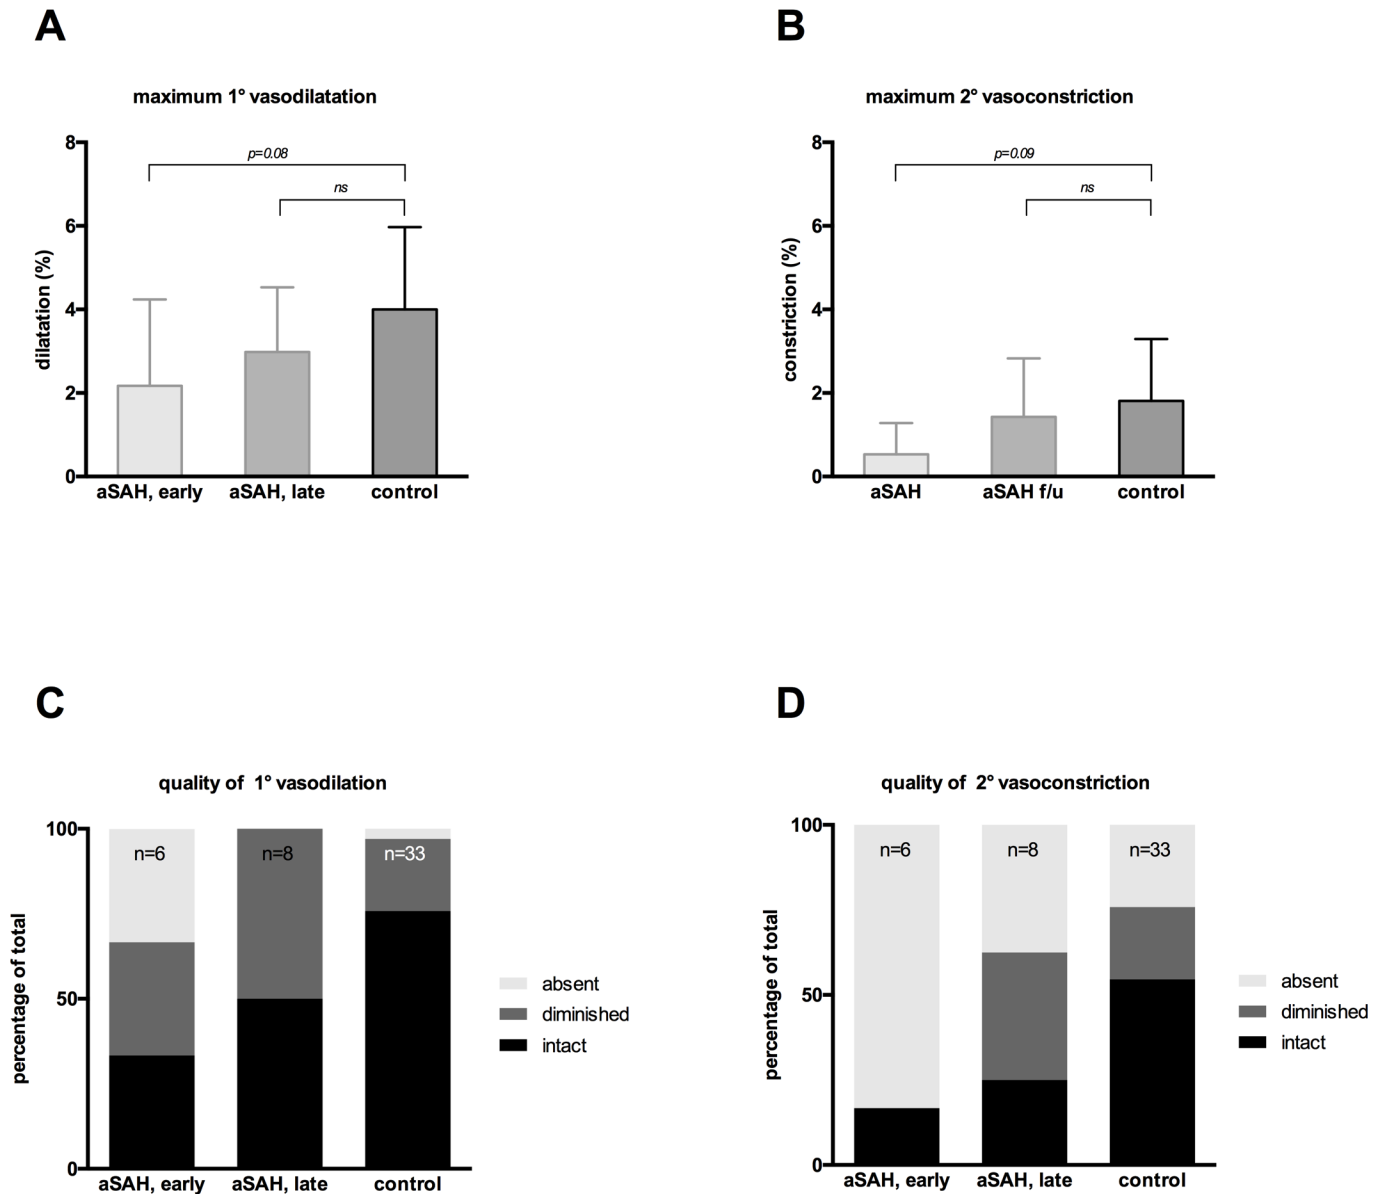 A
maximum 1° vasodilatation
8
6
4
2
0
dilatation (%)
p=0.08
ns
aSAH, early aSAH, late control
B
maximum 2° vasoconstriction
8
6
4
2
0
constriction (%)
p=0.09
ns
aSAH aSAH f/u control
C
quality of 1° vasodilation
100
50
0
percentage of total
n=6 n=8 n=33
absent
diminished
intact
aSAH, early aSAH, late control
D
quality of 2° vasoconstriction
100
50
0
percentage of total
n=6 n=8 n=33
absent
diminished
intact
aSAH, early aSAH, late control